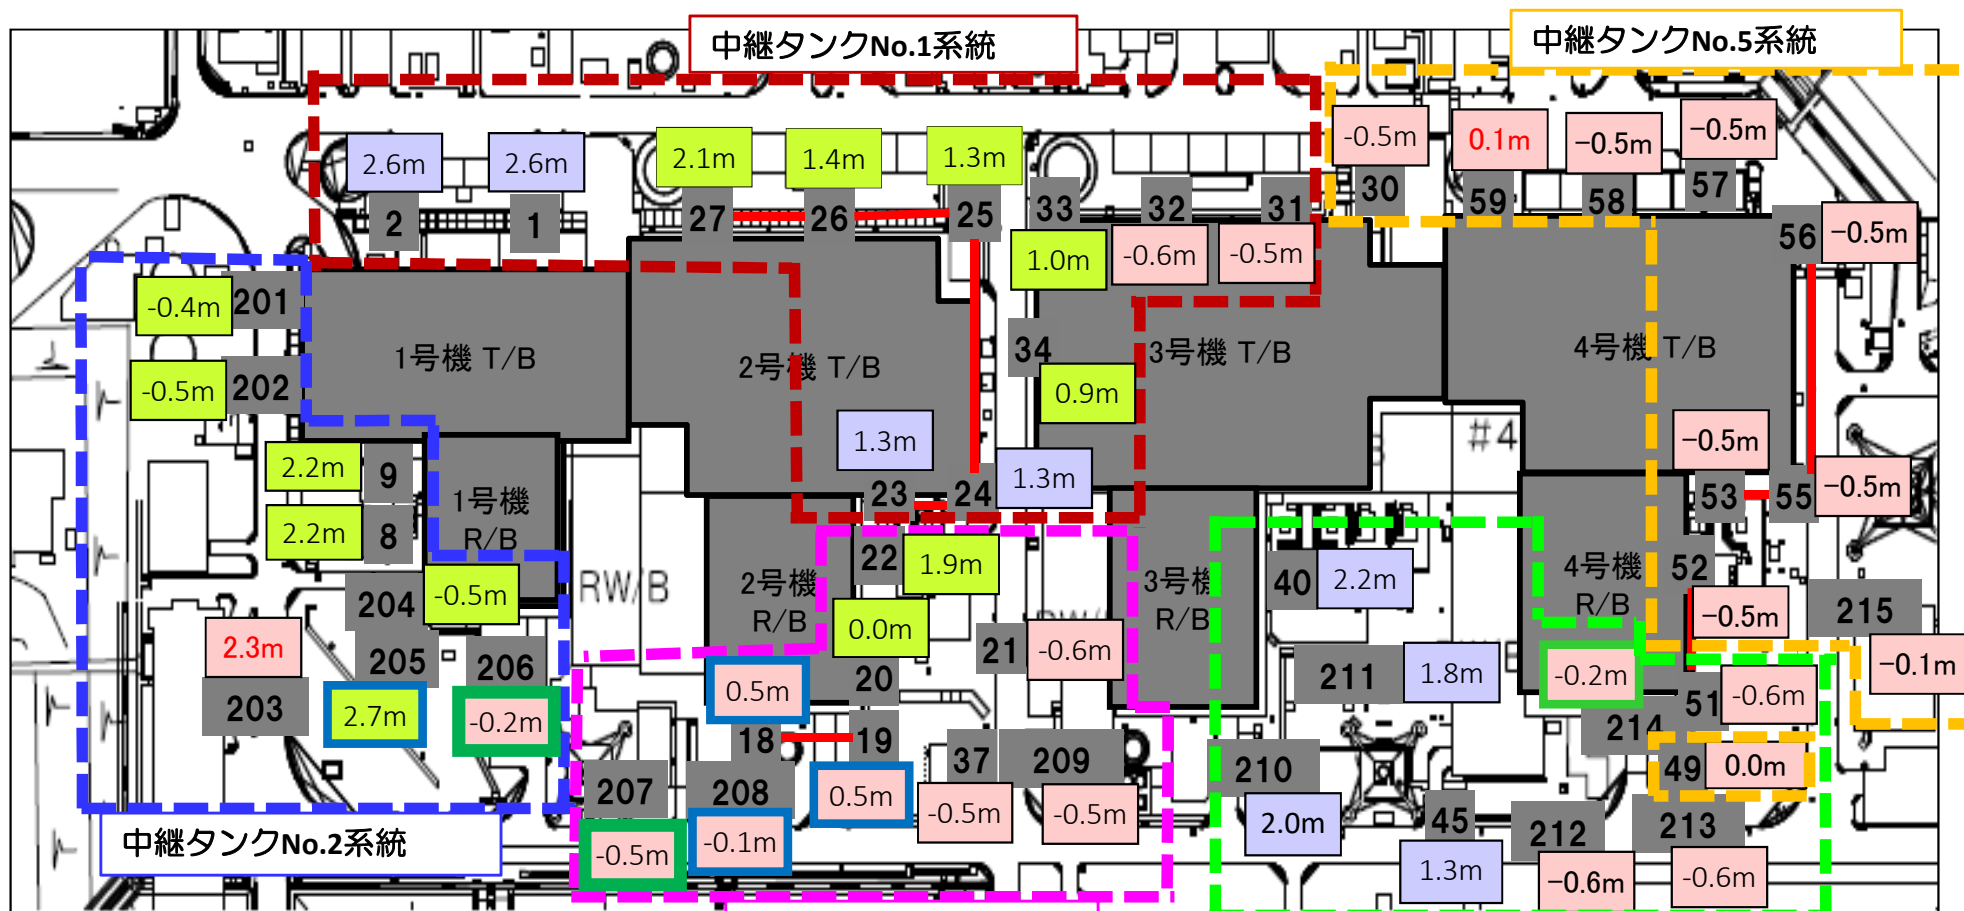 中継タンクNo.1系統
中継タンクNo.5系統
2.6m
2.6m
2.1m
1.4m
1.3m
-0.5m
0.1m
-0.5m
-0.5m
2
1
27
26
25
33
32
31
30
59
58
57
56
-0.5m
1.0m
-0.6m
-0.5m
-0.4m
201
-0.5m
202
1号機 T/B
2号機 T/B
34
3号機 T/B
4号機 T/B
0.9m
1.3m
#4
-0.5m
2.2m
9
1.3m
-0.5m
23
24
53
55
2.2m
8
1号機
R/B
22
1.9m
40
2.2m
52
204
-0.5m
RW/B
2号機
R/B
0.0m
3号機
R/B
4号機
R/B
-0.5m
215
2.3m
205
206
21
-0.6m
211
1.8m
-0.2m
-0.1m
203
2.7m
-0.2m
0.5m
20
51
-0.6m
214
18
19
37
209
210
49
0.0m
207
208
0.5m
-0.5m
-0.5m
2.0m
45
212
213
中継タンクNo.2系統
-0.5m
-0.1m
1.3m
-0.6m
-0.6m